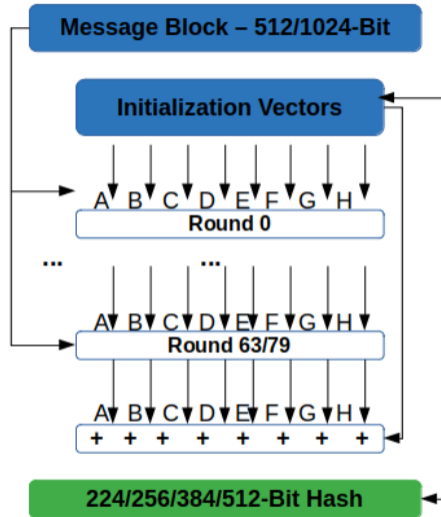 Message Block – 512/1024-Bit
Initialization Vectors
A B C D E F G H
Round 0
... ...
A B C D E F G H
Round 63/79
A B C D E F G H
+ + + + + + + +
224/256/384/512-Bit Hash